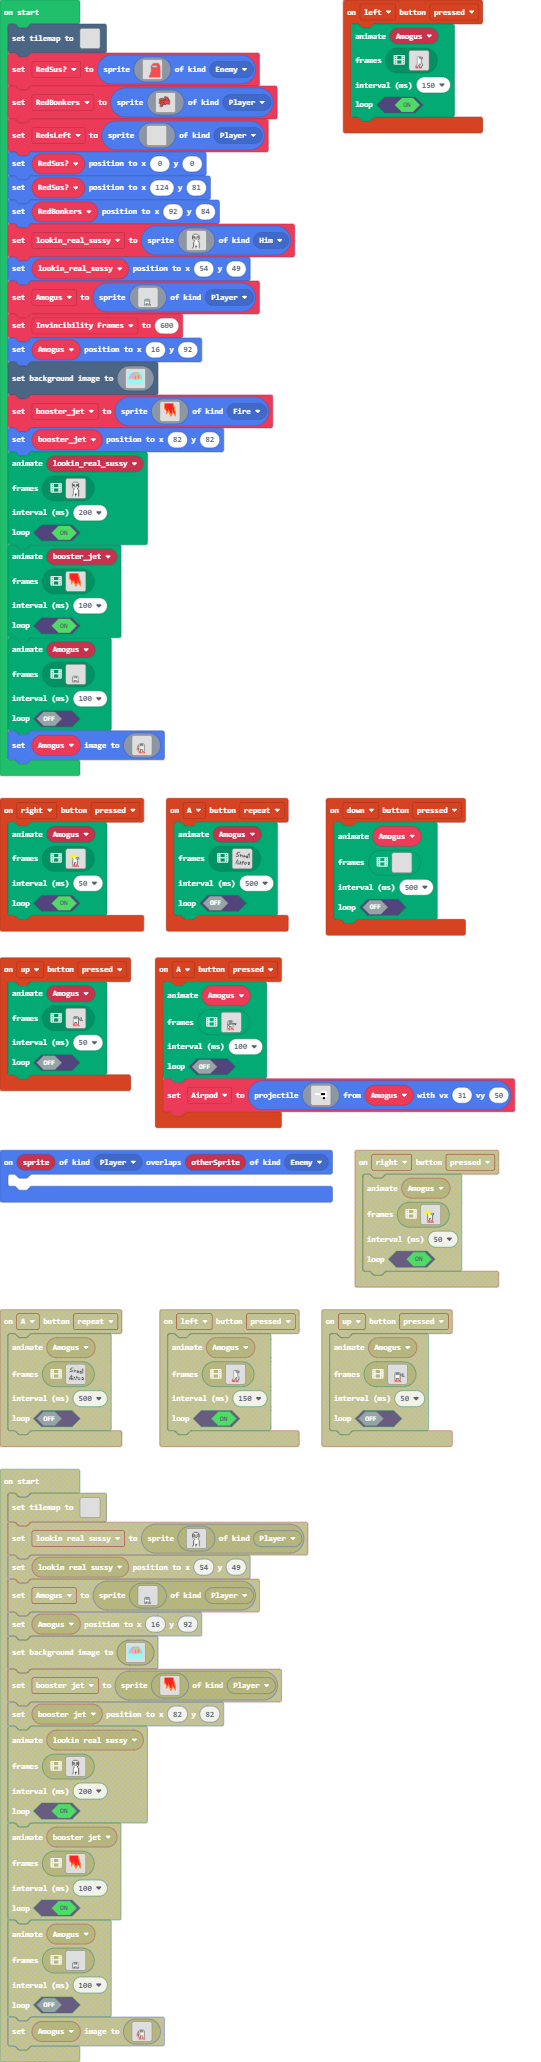 on start
set tilemap to
set RedSus? to sprite of kind Enemy
set RedBonkers to sprite of kind Player
set RedsLeft to sprite of kind Player
set RedSus? position to x 0 y 0
set RedSus? position to x 124 y 81
set RedBonkers position to x 92 y 84
set lookin_real_sussy to sprite of kind Him
set lookin_real_sussy position to x 54 y 49
set Amogus to sprite of kind Player
set Invincibility Frames to 600
set Amogus position to x 16 y 92
set background image to
set booster_jet to sprite of kind Fire
set booster_jet position to x 82 y 82
animate lookin_real_sussy
frames
interval (ms) 200
loop ON
animate booster_jet
frames
interval (ms) 100
loop ON
animate Amogus
frames
interval (ms) 100
loop OFF
set Amogus image to
on left button pressed
animate Amogus
frames
interval (ms) 150
loop ON
on right button pressed
animate Amogus
frames
interval (ms) 50
loop ON
on A button repeat
animate Amogus
frames
interval (ms) 500
loop OFF
on down button pressed
animate Amogus
frames
interval (ms) 500
loop OFF
on up button pressed
animate Amogus
frames
interval (ms) 50
loop OFF
on A button pressed
animate Amogus
frames
interval (ms) 100
loop OFF
set Airpod to projectile from Amogus with vx 31 vy 50
on sprite of kind Player overlaps otherSprite of kind Enemy
on right button pressed
animate Amogus
frames
interval (ms) 50
loop ON
on A button repeat
animate Amogus
frames
interval (ms) 500
loop OFF
on left button pressed
animate Amogus
frames
interval (ms) 150
loop ON
on up button pressed
animate Amogus
frames
interval (ms) 50
loop OFF
on start
set tilemap to
set lookin real sussy to sprite of kind Player
set lookin real sussy position to x 54 y 49
set Amogus to sprite of kind Player
set Amogus position to x 16 y 92
set background image to
set booster jet to sprite of kind Player
set booster jet position to x 82 y 82
animate lookin real sussy
frames
interval (ms) 200
loop ON
animate booster jet
frames
interval (ms) 100
loop ON
animate Amogus
frames
interval (ms) 100
loop OFF
set Amogus image to